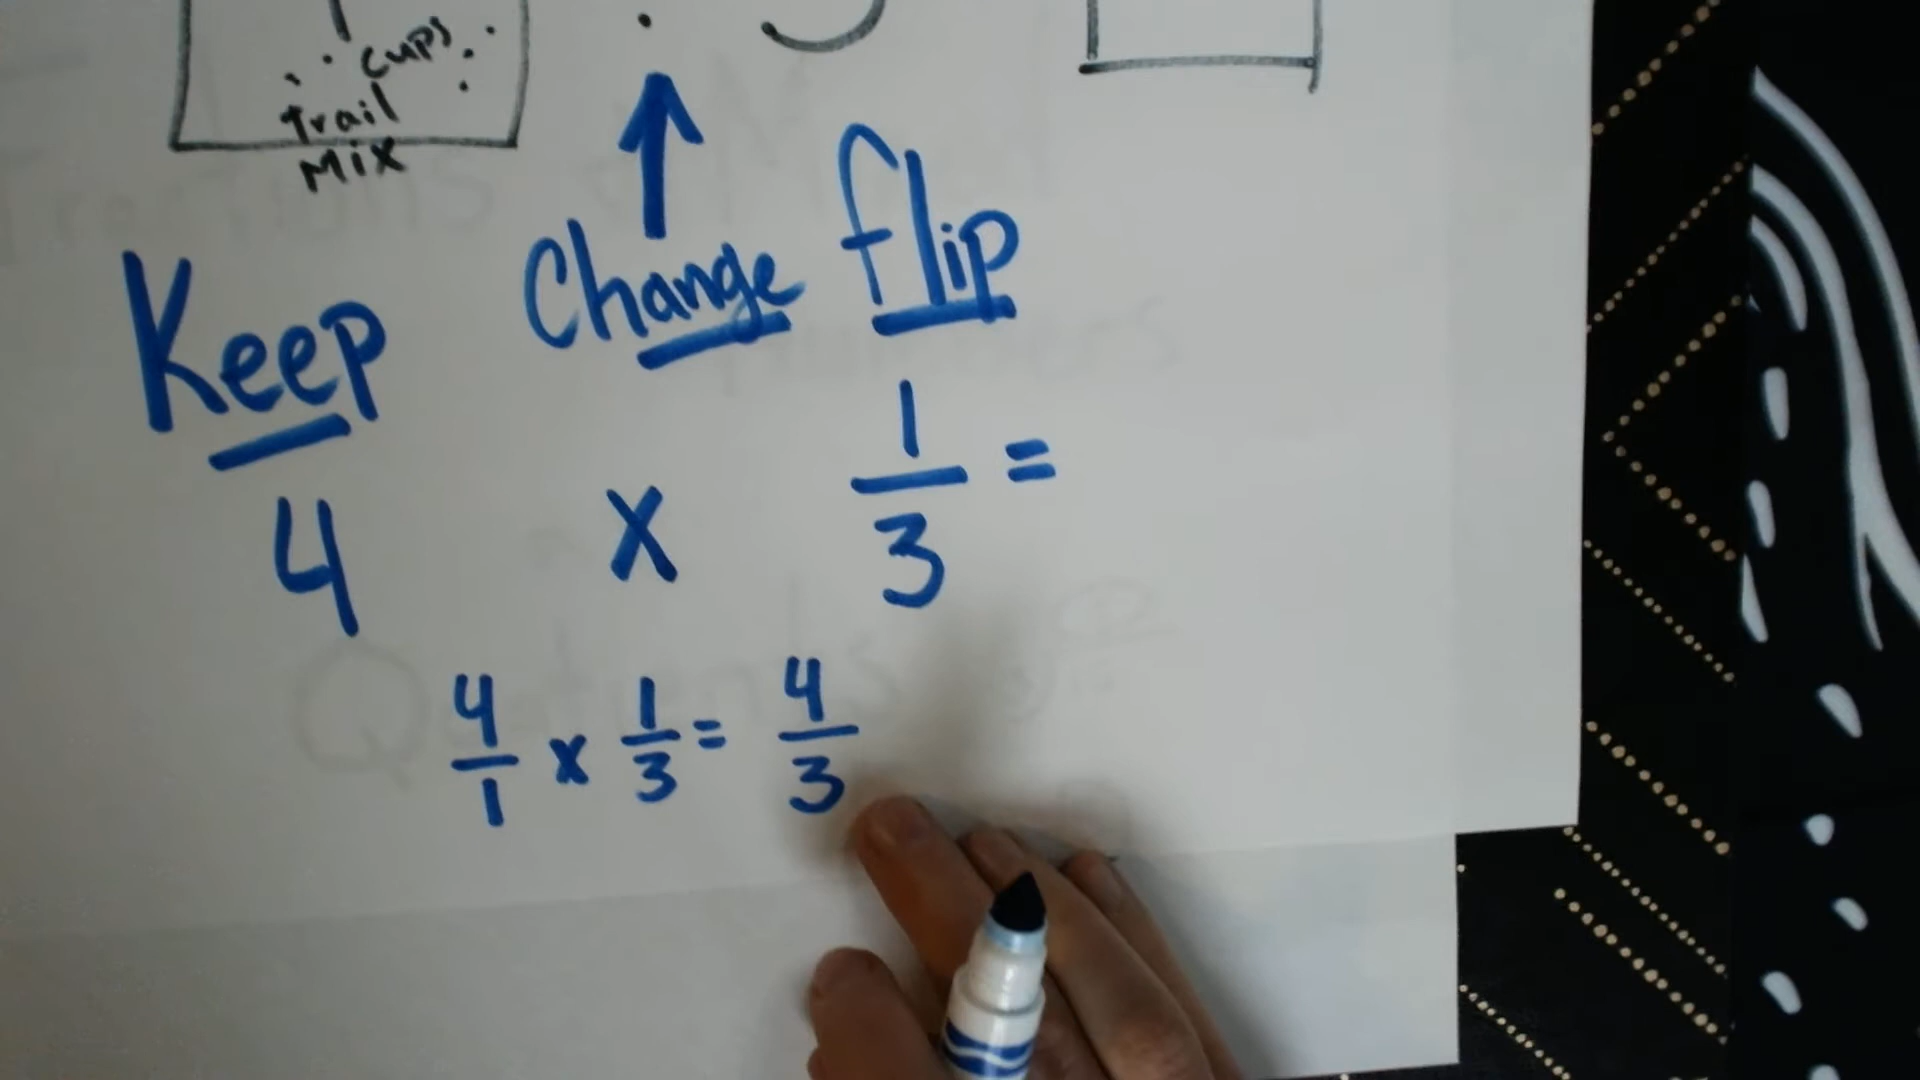 cups
Trail
Mix
Keep Change flip
4 x 1/3 =
4/1 x 1/3 = 4/3